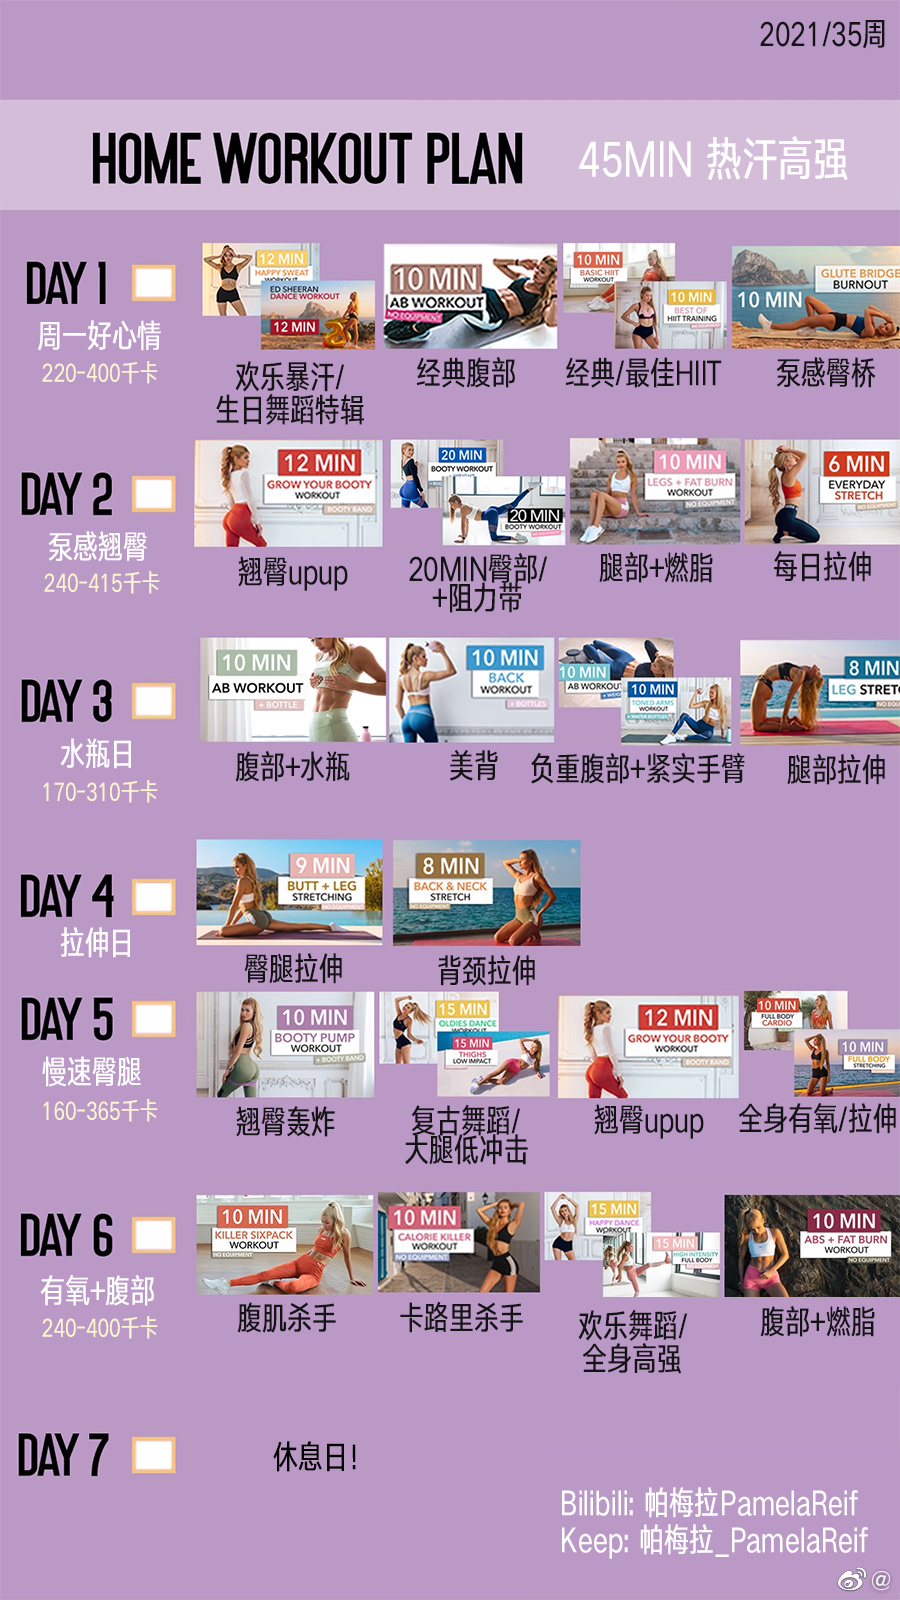 2021/35周
HOME WORKOUT PLAN
45MIN 热汗高强
DAY 1
周一好心情
220-400千卡
12 MIN
HAPPY SWEAT
WORKOUT
ED SHEERAN
DANCE WORKOUT
12 MIN
欢乐暴汗/
生日舞蹈特辑
10 MIN
AB WORKOUT
NO EQUIPMENT
经典腹部
10 MIN
BASIC HIIT
WORKOUT
10 MIN
BEST OF
HIIT TRAINING
NO EQUIPMENT
经典/最佳HIIT
GLUTE BRIDGE
BURNOUT
10 MIN
泵感臀桥
DAY 2
泵感翘臀
240-415千卡
12 MIN
GROW YOUR BOOTY
WORKOUT
BOOTY BAND
翘臀upup
20 MIN
BOOTY WORKOUT
20 MIN
BOOTY WORKOUT
20MIN臀部/
+阻力带
10 MIN
LEGS + FAT BURN
WORKOUT
NO EQUIPMENT
腿部+燃脂
6 MIN
EVERYDAY
STRETCH
NO EQUIPMENT
每日拉伸
DAY 3
水瓶日
170-310千卡
10 MIN
AB WORKOUT
+ BOTTLE
腹部+水瓶
10 MIN
BACK
WORKOUT
+ BOTTLES
美背
10 MIN
AB WORKOUT
10 MIN
TONED ARMS
WORKOUT
+ WATER BOTTLES
负重腹部+紧实手臂
8 MIN
LEG STRETC
NO EQU
腿部拉伸
DAY 4
拉伸日
9 MIN
BUTT + LEG
STRETCHING
NO EQUIPMENT
臀腿拉伸
8 MIN
BACK & NECK
STRETCH
NO EQUIPMENT
背颈拉伸
DAY 5
慢速臀腿
160-365千卡
10 MIN
BOOTY PUMP
WORKOUT
+ BOOTY BAND
翘臀轰炸
15 MIN
OLDIES DANCE
WORKOUT
15 MIN
THIGHS
LOW IMPACT
复古舞蹈/
大腿低冲击
12 MIN
GROW YOUR BOOTY
WORKOUT
BOOTY BAND
翘臀upup
10 MIN
FULL BODY
CARDIO
10 MIN
FULL BODY
STRETCHING
全身有氧/拉伸
DAY 6
有氧+腹部
240-400千卡
10 MIN
KILLER SIXPACK
WORKOUT
NO EQUIPMENT
腹肌杀手
10 MIN
CALORIE KILLER
WORKOUT
NO EQUIPMENT
卡路里杀手
15 MIN
HAPPY DANCE
WORKOUT
15 MIN
HIGH INTENSITY
FULL BODY
欢乐舞蹈/
全身高强
10 MIN
ABS + FAT BURN
WORKOUT
NO EQUIPMENT
腹部+燃脂
DAY 7
休息日!
Bilibili: 帕梅拉PamelaReif
Keep: 帕梅拉_PamelaReif
@